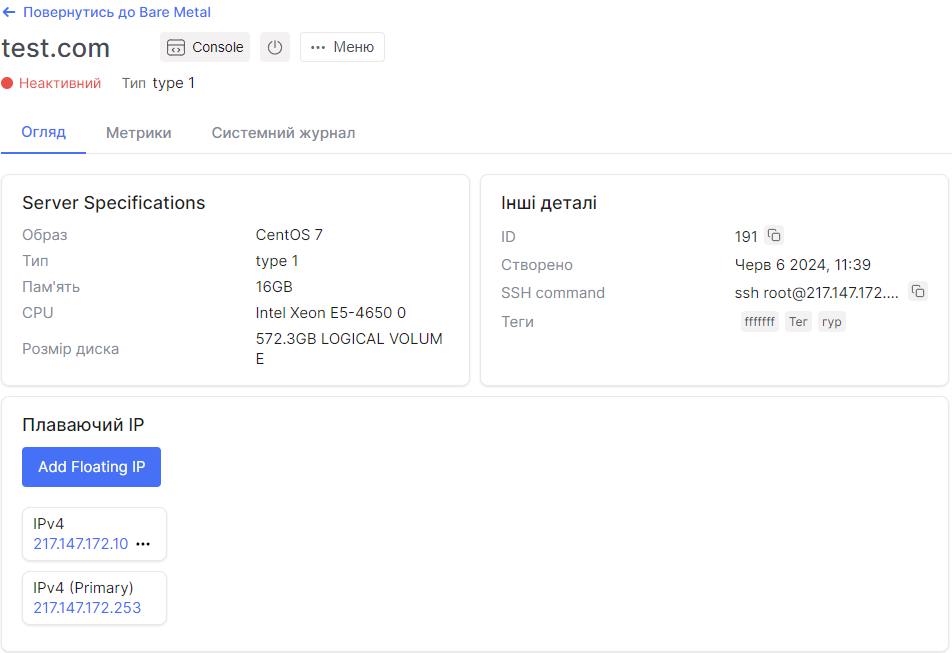 Повернутись до Bare Metal
test.com
Console
Меню
Неактивний
Тип type 1
Огляд
Метрики
Системний журнал
Server Specifications
Образ CentOS 7
Тип type 1
Пам'ять 16GB
CPU Intel Xeon E5-4650 0
Розмір диска 572.3GB LOGICAL VOLUM
E
Інші деталі
ID 191
Створено Черв 6 2024, 11:39
SSH command ssh root@217.147.172....
Теги fffffff Тег гур
Плаваючий IP
Add Floating IP
IPv4
217.147.172.10
IPv4 (Primary)
217.147.172.253